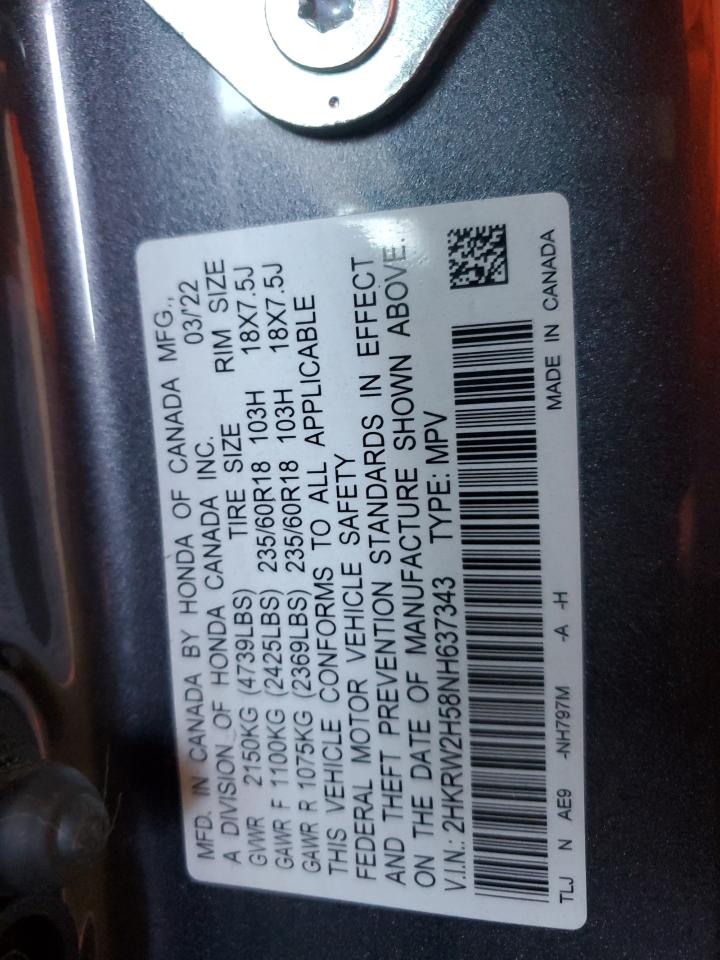 MFD. IN CANADA BY HONDA OF CANADA MFG.,
A DIVISION OF HONDA CANADA INC. 03/'22
GVWR 2150KG (4739LBS) TIRE SIZE RIM SIZE
GAWR F 1100KG (2425LBS) 235/60R18 103H 18X7.5J
GAWR R 1075KG (2369LBS) 235/60R18 103H 18X7.5J
THIS VEHICLE CONFORMS TO ALL APPLICABLE
FEDERAL MOTOR VEHICLE SAFETY
AND THEFT PREVENTION STANDARDS IN EFFECT
ON THE DATE OF MANUFACTURE SHOWN ABOVE.
V.I.N.: 2HKRW2H58NH637343 TYPE: MPV
TLJ N AE9 -NH797M -A -H MADE IN CANADA